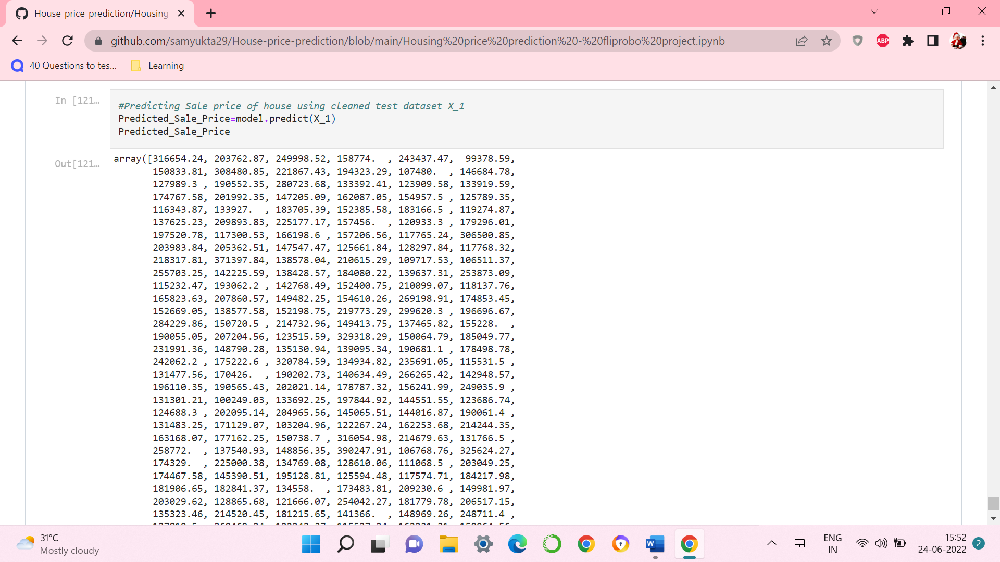 House-price-prediction/Housing
github.com/samyukta29/House-price-prediction/blob/main/Housing%20price%20prediction%20-%20fliprobo%20project.ipynb
ABP
40 Questions to tes...
Learning
In [121...
#Predicting Sale price of house using cleaned test dataset X_1
Predicted_Sale_Price=model.predict(X_1)
Predicted_Sale_Price
Out[121...
array([316654.24, 203762.87, 249998.52, 158774.  , 243437.47,  99378.59,
150833.81, 308480.85, 221867.43, 194323.29, 107480.  , 146684.78,
127989.3 , 190552.35, 280723.68, 133392.41, 123909.58, 133919.59,
174767.58, 201992.35, 147205.09, 162087.05, 154957.5 , 125789.35,
116343.87, 133927.  , 183705.39, 152385.58, 183166.5 , 119274.87,
137625.23, 209893.83, 225177.17, 157456.  , 120933.3 , 179296.01,
197520.78, 117300.53, 166198.6 , 157206.56, 117765.24, 306500.85,
203983.84, 205362.51, 147547.47, 125661.84, 128297.84, 117768.32,
218317.81, 371397.84, 138578.04, 210615.29, 109717.53, 106511.37,
255703.25, 142225.59, 138428.57, 184080.22, 139637.31, 253873.09,
115232.47, 193062.2 , 142768.49, 152400.75, 210099.07, 118137.76,
165823.63, 207860.57, 149482.25, 154610.26, 269198.91, 174853.45,
152669.05, 138577.58, 152198.75, 219773.29, 299620.3 , 196696.67,
284229.86, 150720.5 , 214732.96, 149413.75, 137465.82, 155228.  ,
190055.05, 207204.56, 123515.59, 329318.29, 150064.79, 185049.77,
231991.36, 148790.28, 135130.94, 139095.34, 190681.1 , 178498.78,
242062.2 , 175222.6 , 320784.59, 134934.82, 235691.05, 115531.5 ,
131477.56, 170426.  , 190202.73, 140634.49, 266265.42, 142948.57,
196110.35, 190565.43, 202021.14, 178787.32, 156241.99, 249035.9 ,
131301.21, 100249.03, 133692.25, 197844.92, 144551.55, 123686.74,
124688.3 , 202095.14, 204965.56, 145065.51, 144016.87, 190061.4 ,
131483.25, 171129.07, 103204.96, 122267.24, 162253.68, 214244.35,
163168.07, 177162.25, 150738.7 , 316054.98, 214679.63, 131766.5 ,
258772.  , 137540.93, 148856.35, 390247.91, 106768.76, 325624.27,
174329.  , 225000.38, 134769.08, 128610.06, 111068.5 , 203049.25,
174467.58, 145390.51, 195128.81, 125594.48, 117574.71, 184217.98,
181906.65, 182841.37, 134558.  , 173483.81, 209230.6 , 149981.97,
203029.62, 128865.68, 121666.07, 254042.27, 181779.78, 206517.15,
135323.46, 214520.45, 181215.65, 141366.  , 148969.26, 248711.4 ,
31°C
Mostly cloudy
W
ENG
IN
15:52
24-06-2022
2